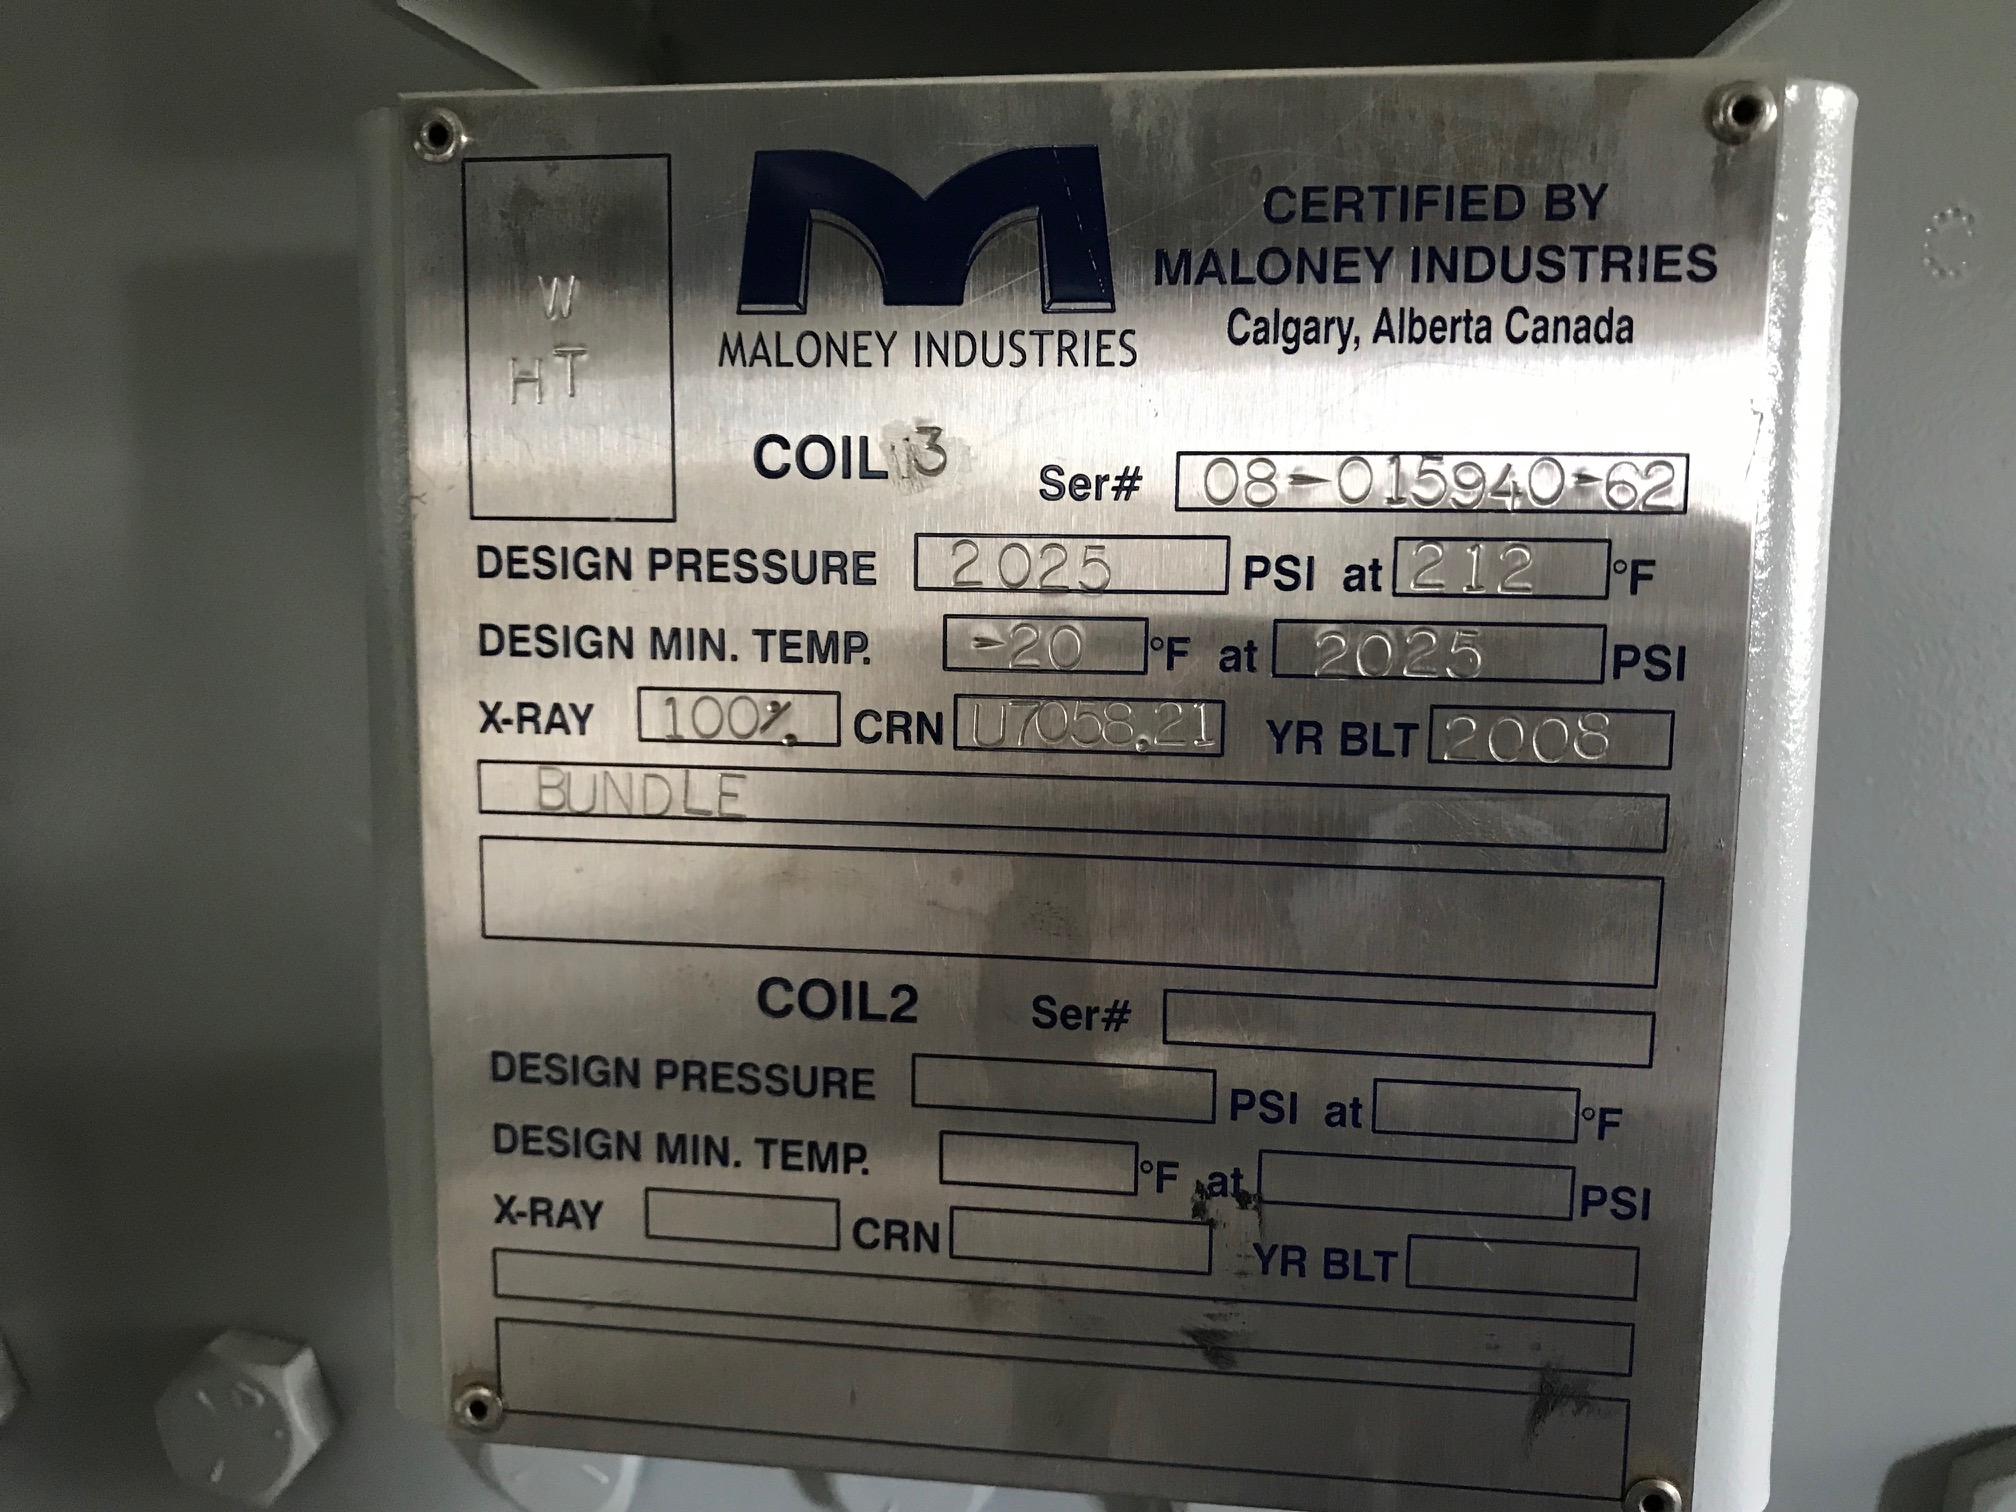 W
HT
MALONEY INDUSTRIES
CERTIFIED BY
MALONEY INDUSTRIES
Calgary, Alberta Canada
COIL 3
Ser# 08-015940-62
DESIGN PRESSURE 2025 PSI at 212 °F
DESIGN MIN. TEMP. -20 °F at 2025 PSI
X-RAY 100% CRN U7058.21 YR BLT 2008
BUNDLE
COIL2 Ser#
DESIGN PRESSURE PSI at °F
DESIGN MIN. TEMP. °F at PSI
X-RAY CRN YR BLT